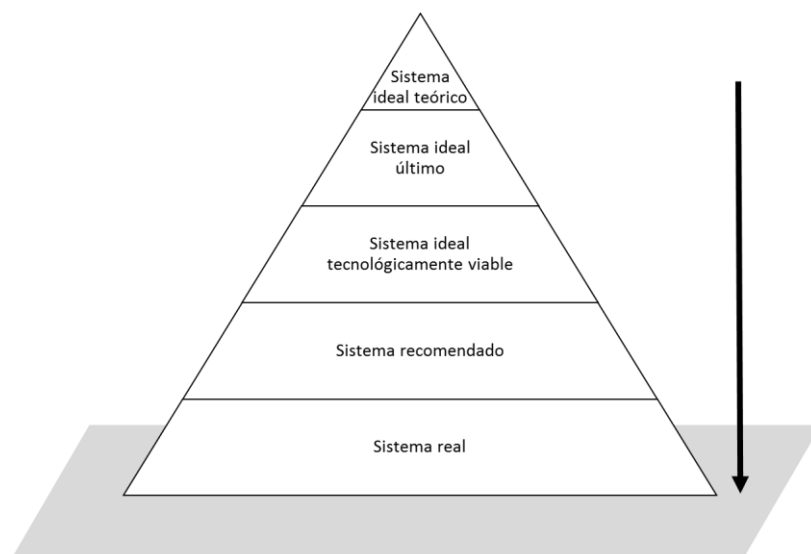 Sistema
ideal teórico
Sistema ideal
último
Sistema ideal
tecnológicamente viable
Sistema recomendado
Sistema real